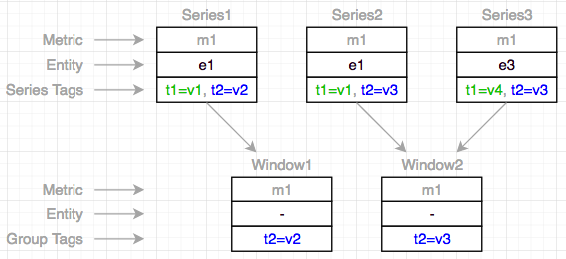 Series1 Series2 Series3
Metric m1 m1 m1
Entity e1 e1 e3
Series Tags t1=v1, t2=v2 t1=v1, t2=v3 t1=v4, t2=v3
Window1 Window2
Metric m1 m1
Entity - -
Group Tags t2=v2 t2=v3